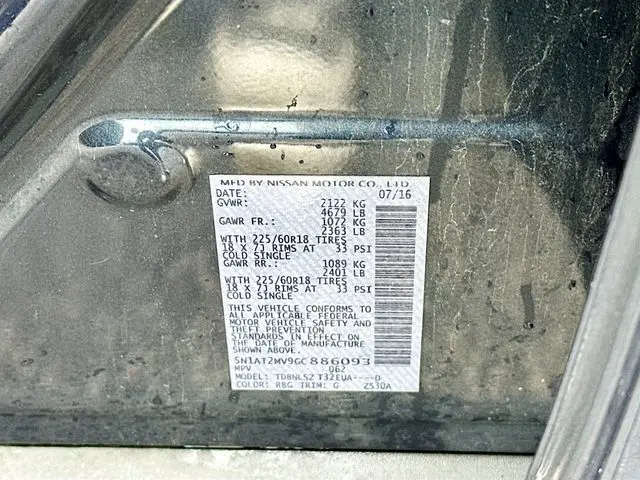 MFD BY NISSAN MOTOR CO., LTD.
DATE: 07/16
GVWR: 2122 KG
4679 LB
GAWR FR.: 1072 KG
2363 LB
WITH 225/60R18 TIRES
18 X 7J RIMS AT 33 PSI
COLD SINGLE
GAWR RR.: 1089 KG
2401 LB
WITH 225/60R18 TIRES
18 X 7J RIMS AT 33 PSI
COLD SINGLE
THIS VEHICLE CONFORMS TO
ALL APPLICABLE FEDERAL
MOTOR VEHICLE SAFETY AND
THEFT PREVENTION
STANDARDS IN EFFECT ON
THE DATE OF MANUFACTURE
SHOWN ABOVE.
5N1AT2MV9GC886093
MPV 062
MODEL: TDBNLSZ T32EUA----D
COLOR: RBG TRIM: G ZS30A